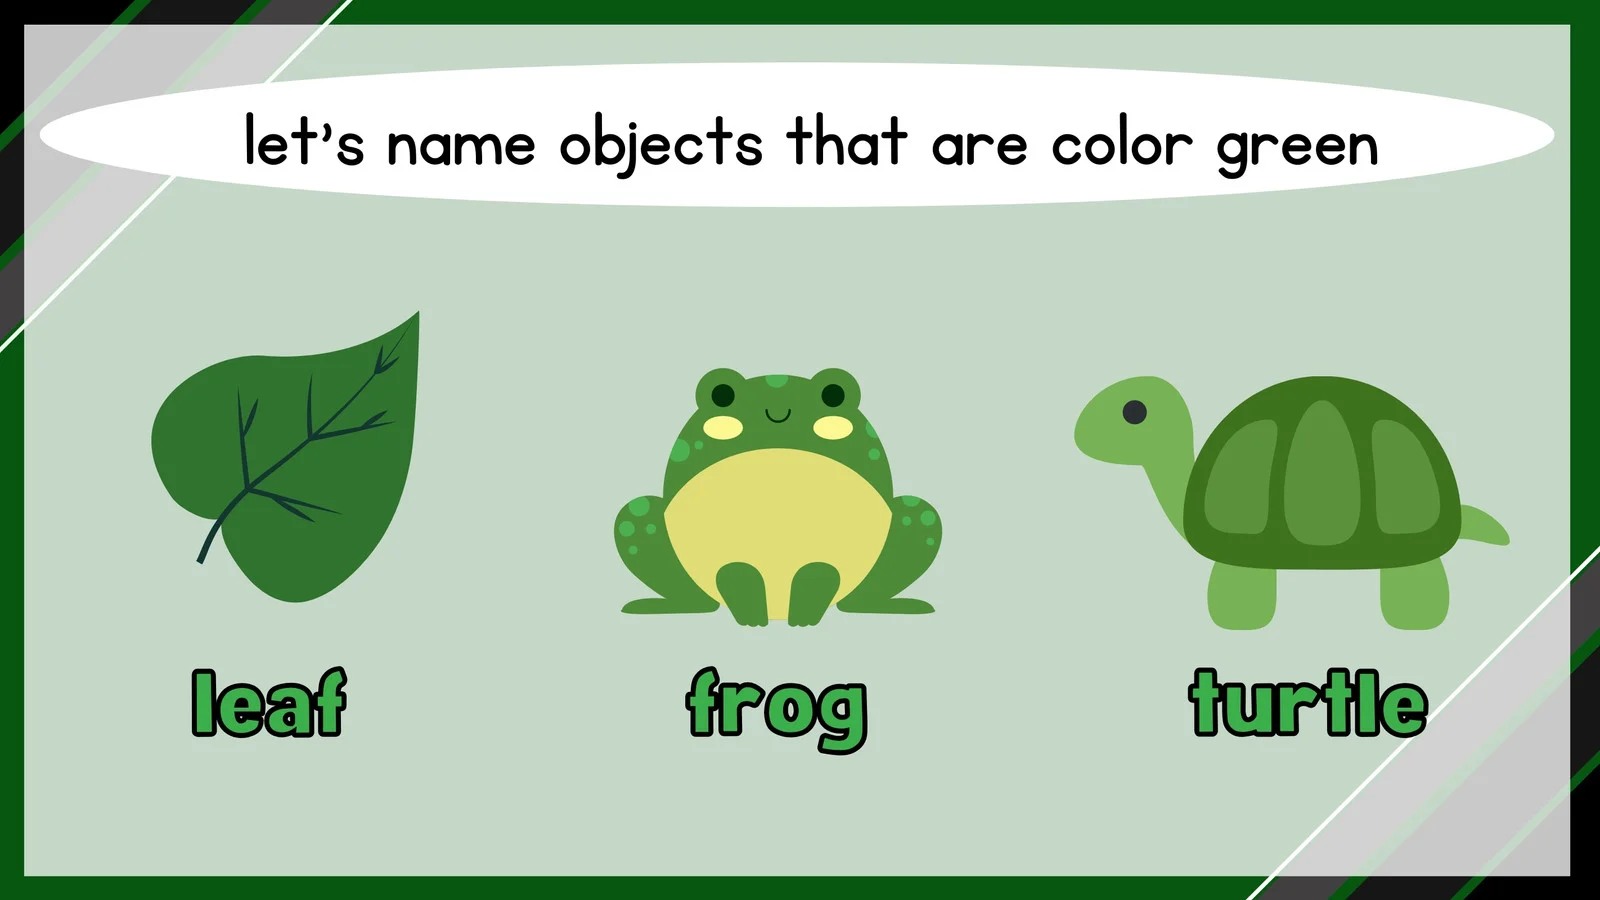 let's name objects that are color green
leaf
frog
turtle